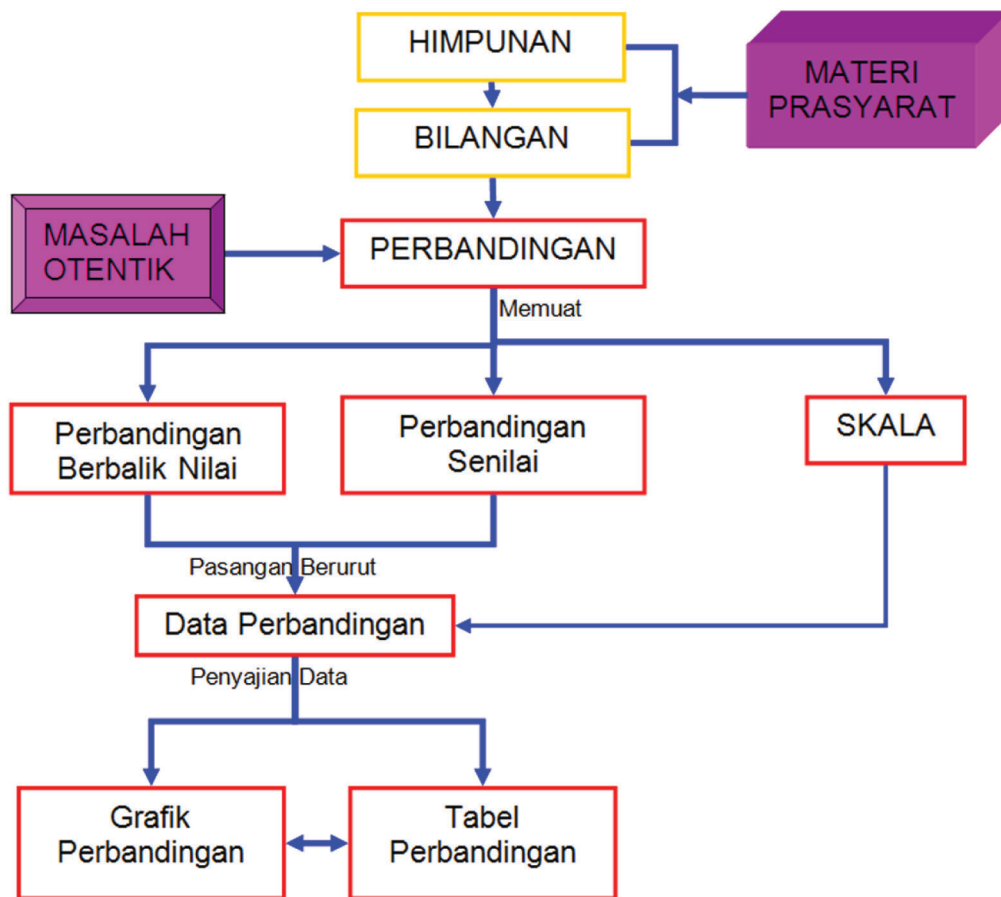 HIMPUNAN
MATERI
PRASYARAT
BILANGAN
MASALAH
OTENTIK
PERBANDINGAN
Memuat
Perbandingan
Berbalik Nilai
Perbandingan
Senilai
SKALA
Pasangan Berurut
Data Perbandingan
Penyajian Data
Grafik
Perbandingan
Tabel
Perbandingan